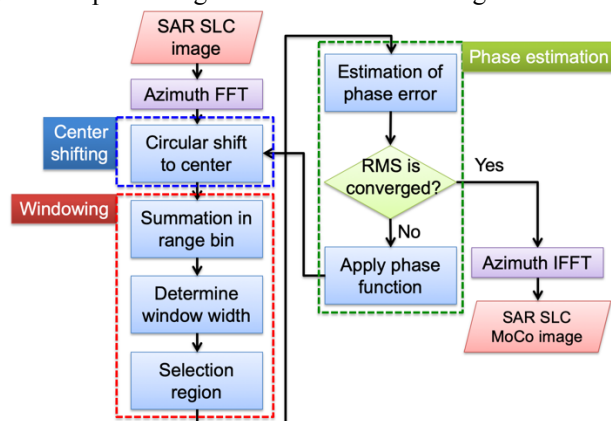 SAR SLC
image
Azimuth FFT
Center
shifting
Circular shift
to center
Windowing
Summation in
range bin
Determine
window width
Selection
region
Phase estimation
Estimation of
phase error
RMS is
converged?
Yes
No
Apply phase
function
Azimuth IFFT
SAR SLC
MoCo image